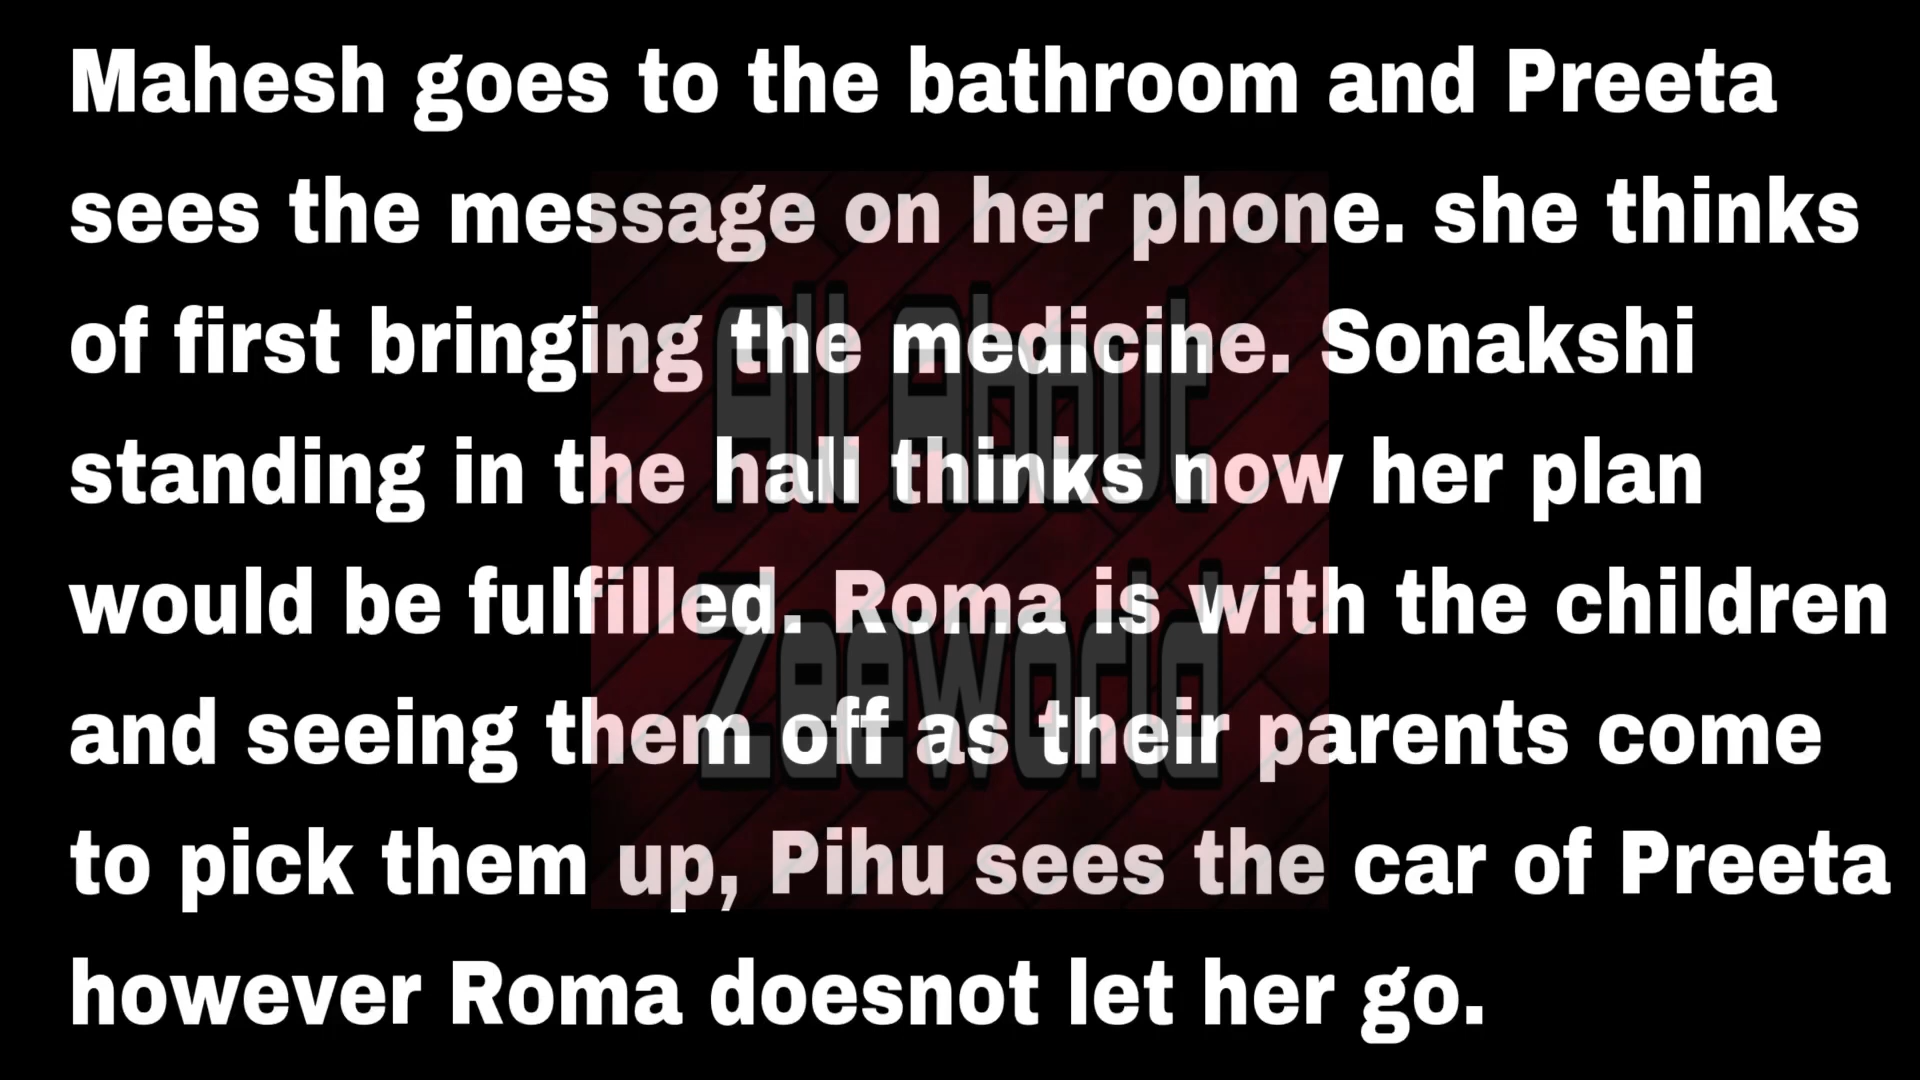 Mahesh goes to the bathroom and Preeta
sees the message on her phone. she thinks
of first bringing the medicine. Sonakshi
standing in the hall thinks now her plan
would be fulfilled. Roma is with the children
and seeing them off as their parents come
to pick them up, Pihu sees the car of Preeta
however Roma doesnot let her go.
All About
Zeeworld